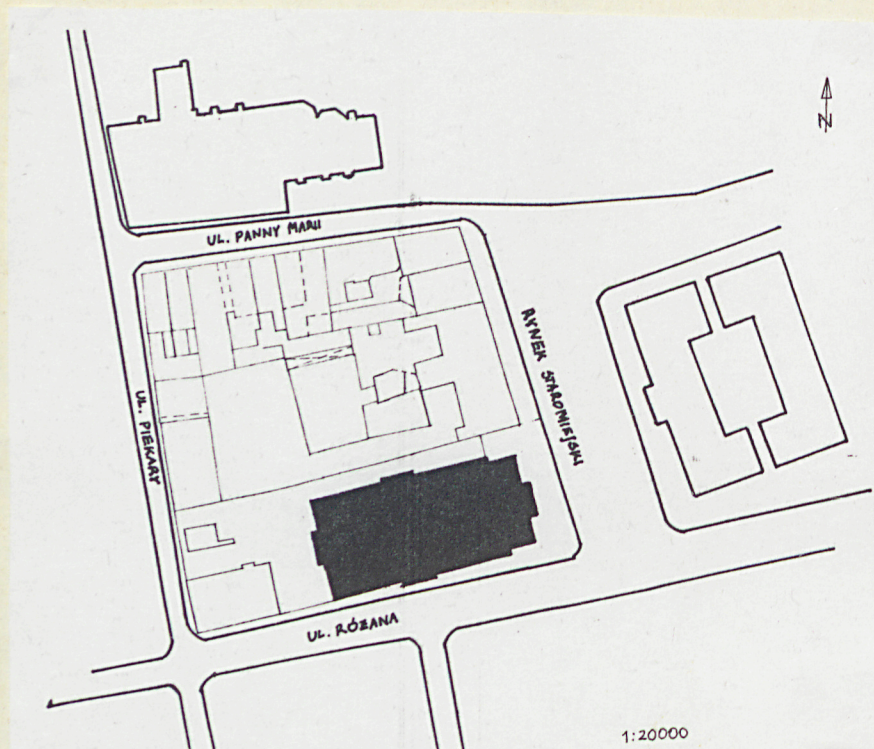 N
UL. PANNY MARII
RYNEK STAROMIEJSKI
UL. PIEKARY
UL. RÓŻANA
1:20000